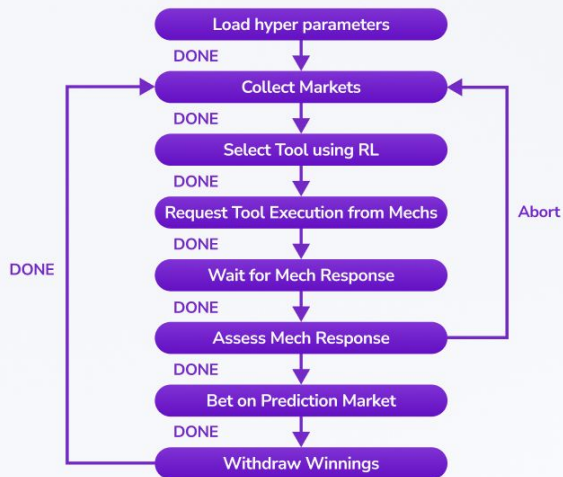 Load hyper parameters
DONE
Collect Markets
DONE
Select Tool using RL
DONE
Request Tool Execution from Mechs
Abort
DONE
DONE
Wait for Mech Response
DONE
Assess Mech Response
DONE
Bet on Prediction Market
DONE
Withdraw Winnings